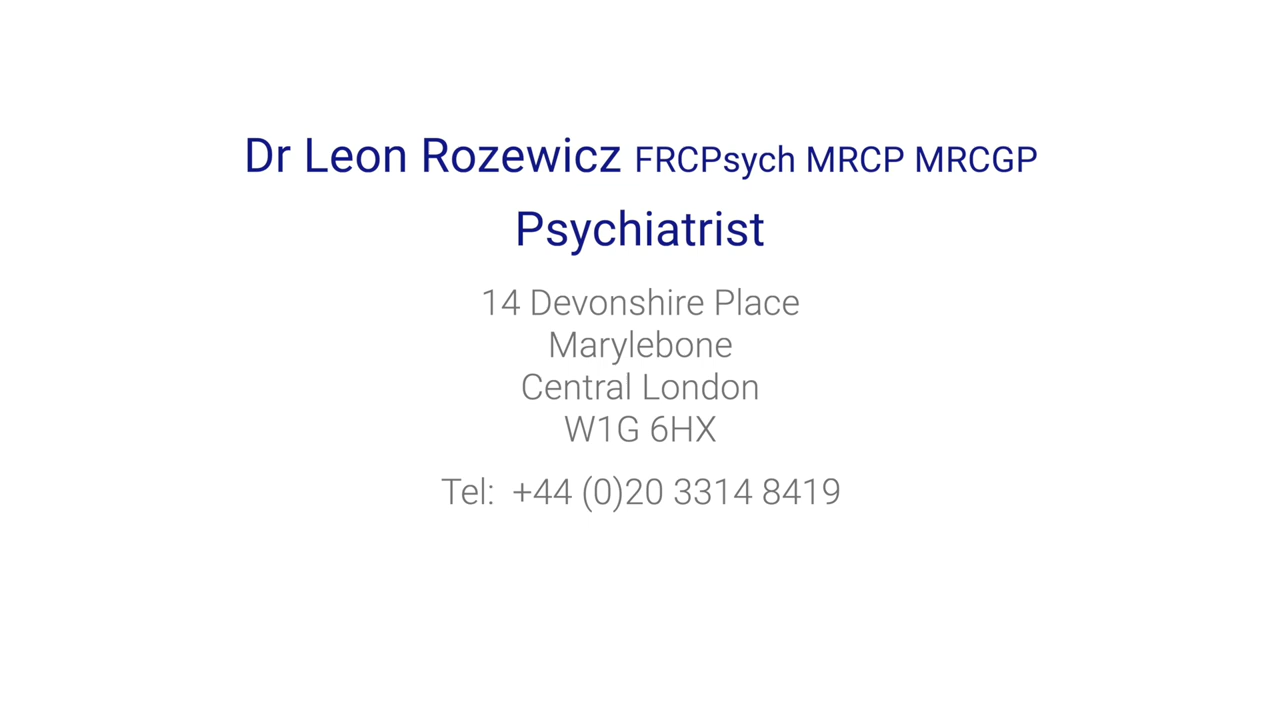 Dr Leon Rozewicz FRCPsych MRCP MRCGP
Psychiatrist
14 Devonshire Place
Marylebone
Central London
W1G 6HX
Tel:  +44 (0)20 3314 8419